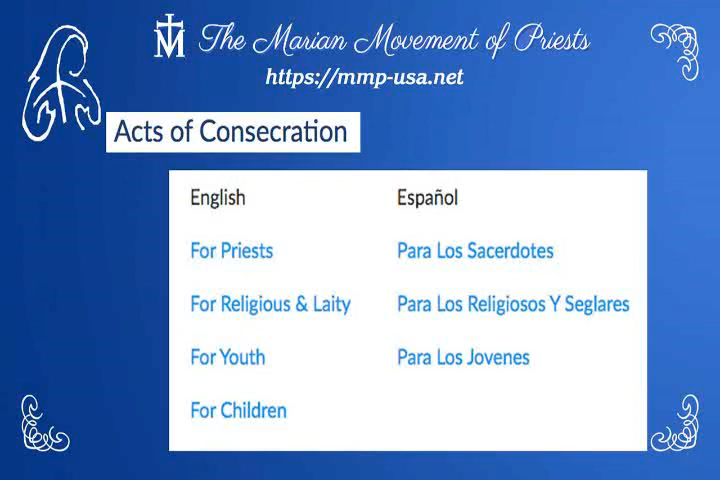 The Marian Movement of Priests
https://mmp-usa.net
Acts of Consecration
English Español
For Priests Para Los Sacerdotes
For Religious & Laity Para Los Religiosos Y Seglares
For Youth Para Los Jovenes
For Children